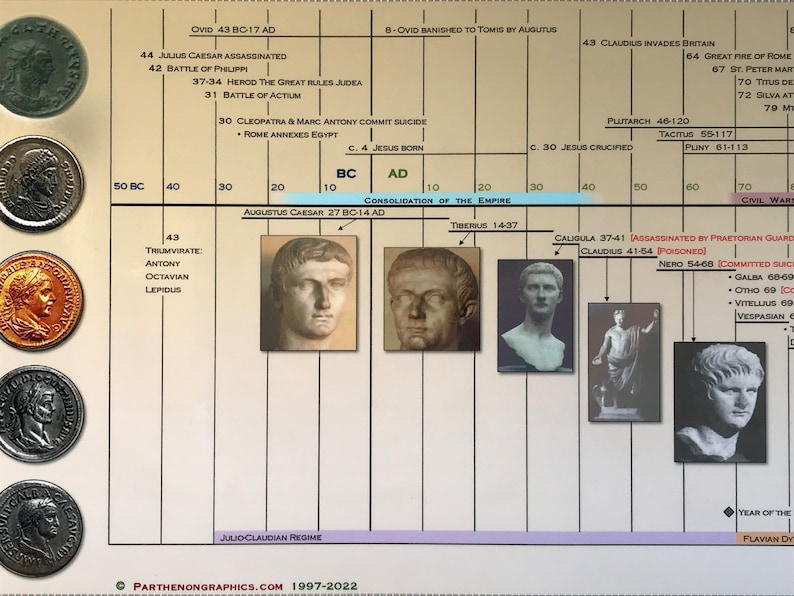 Ovid 43 BC-17 AD
8 - Ovid banished to Tomis by Augutus
43 Claudius invades Britain
44 Julius Caesar assassinated
64 Great fire of Rome
42 Battle of Philippi
67 St. Peter mar
37-34 Herod The Great rules Judea
70 Titus de
31 Battle of Actium
72 Silva at
79 M
30 Cleopatra & Marc Antony commit suicide
Plutarch 46-120
• Rome annexes Egypt
Tacitus 55-117
c. 4 Jesus born
c. 30 Jesus crucified
Pliny 61-113
BC AD
50 BC 40 30 20 10 10 20 30 40 50 60 70 8
Consolidation of the Empire
Civil Wars
Augustus Caesar 27 BC-14 AD
Tiberius 14-37
43
Triumvirate:
Antony
Octavian
Lepidus
Caligula 37-41 [Assassinated by Praetorian Guard
Claudius 41-54 [Poisoned]
Nero 54-68 [Committed suici
• Galba 68-69
• Otho 69 [Co
• Vitellius 69
Vespasian 6
Year of the
Julio-Claudian Regime
Flavian Dy
© Parthenongraphics.com 1997-2022